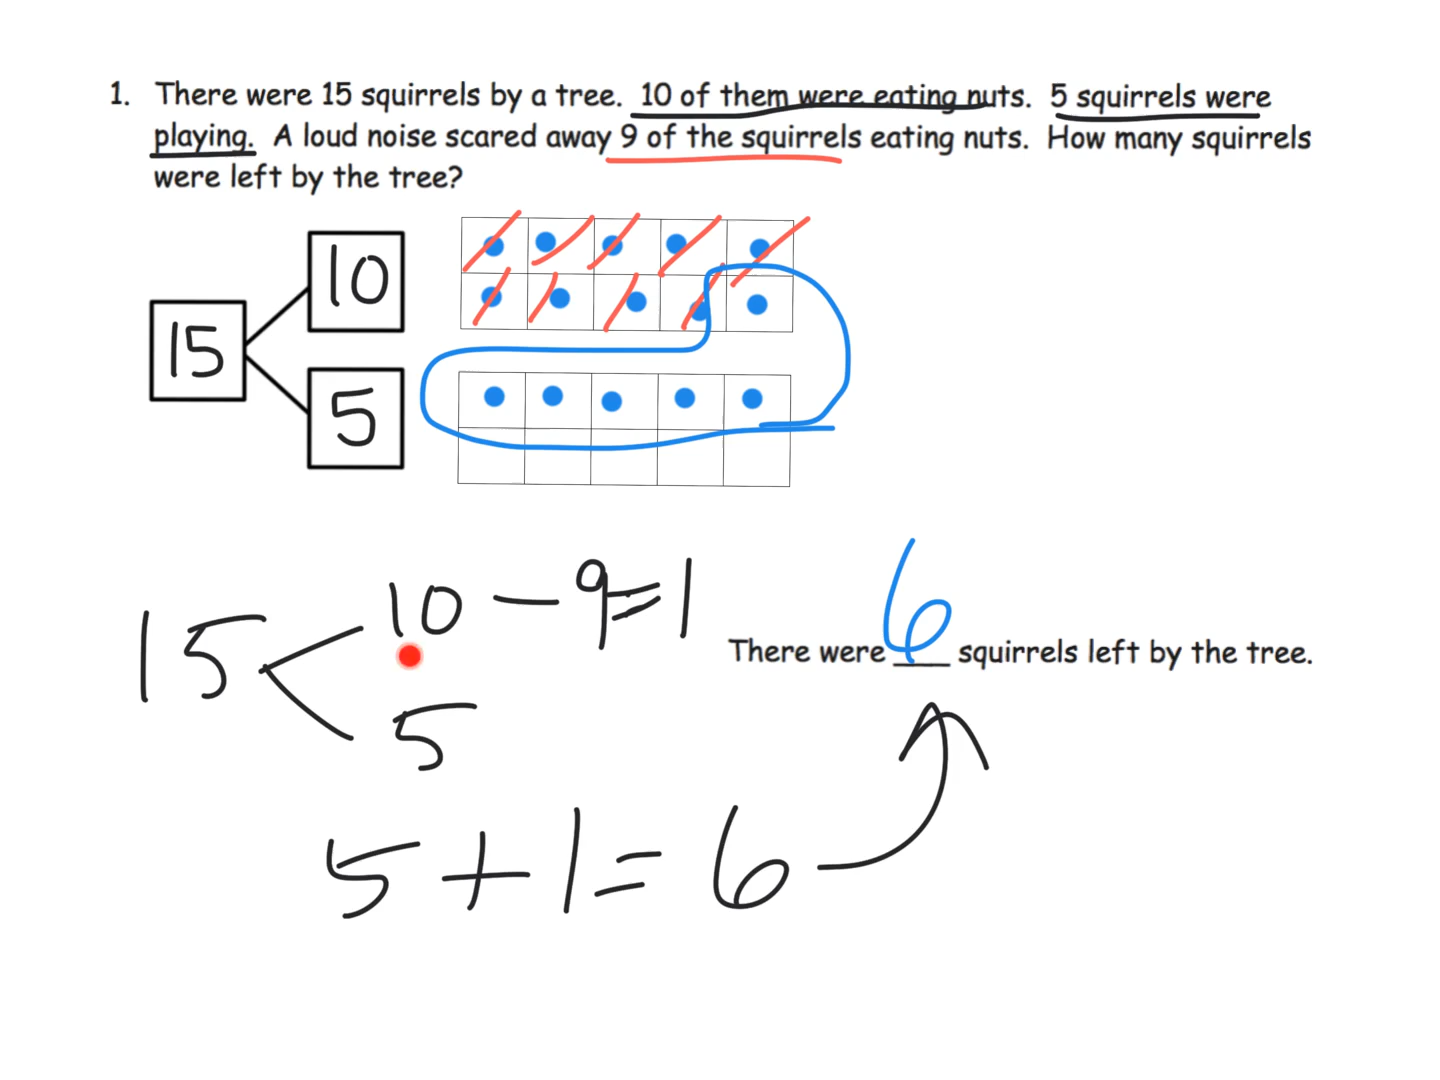 1. There were 15 squirrels by a tree. 10 of them were eating nuts. 5 squirrels were
playing. A loud noise scared away 9 of the squirrels eating nuts. How many squirrels
were left by the tree?
10
15
5
10 - 9 = 1
15
5
There were 6 squirrels left by the tree.
5 + 1 = 6